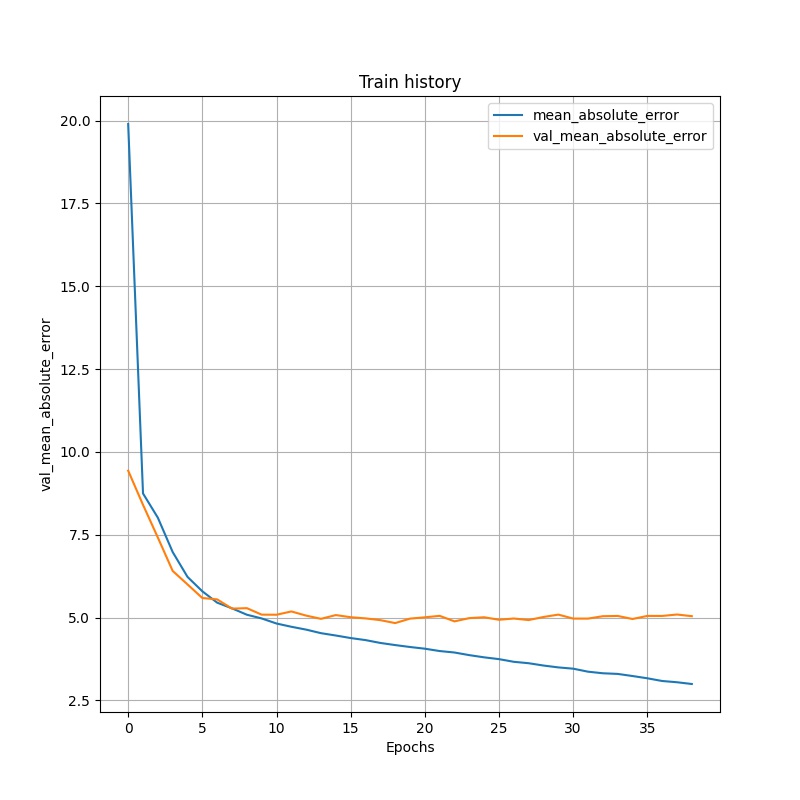 Train history
mean_absolute_error
val_mean_absolute_error
20.0
17.5
15.0
12.5
10.0
7.5
5.0
2.5
val_mean_absolute_error
0 5 10 15 20 25 30 35
Epochs